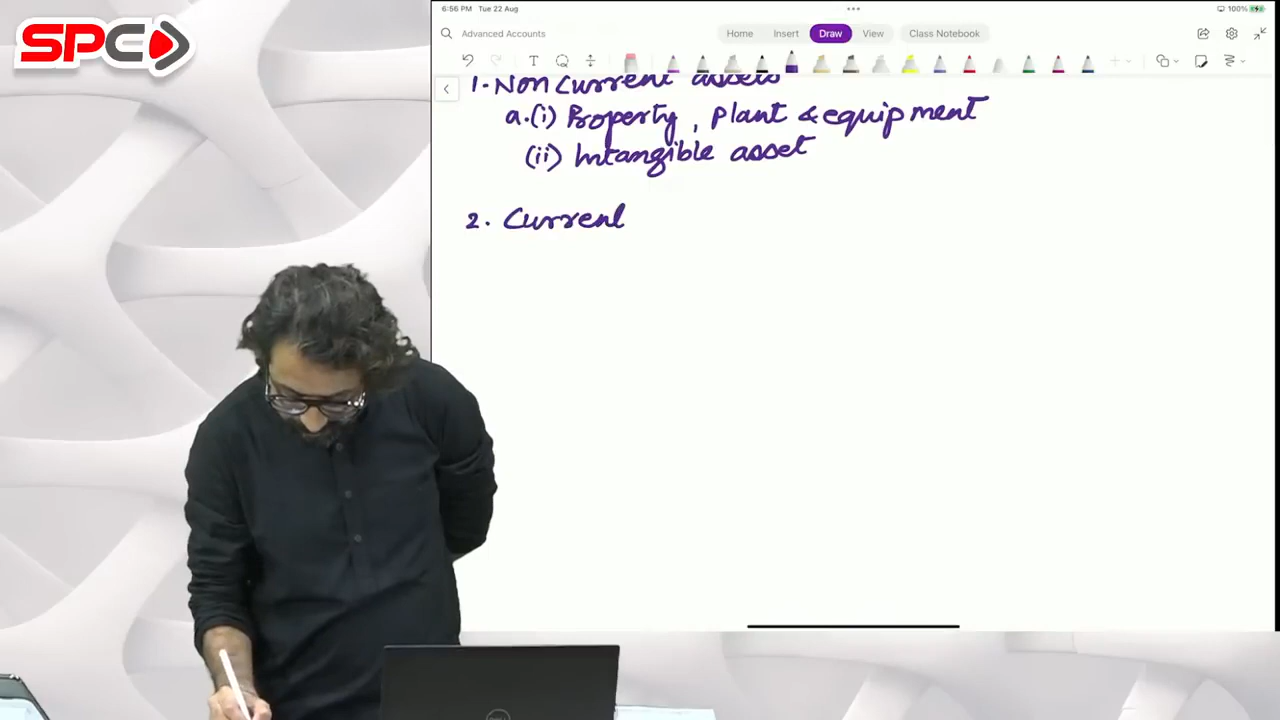 SPC
6:56 PM Tue 22 Aug
100%
Advanced Accounts
Home Insert Draw View Class Notebook
1. Non Current assets
a. (i) Property, Plant & equipment
(ii) Intangible asset
2. Current